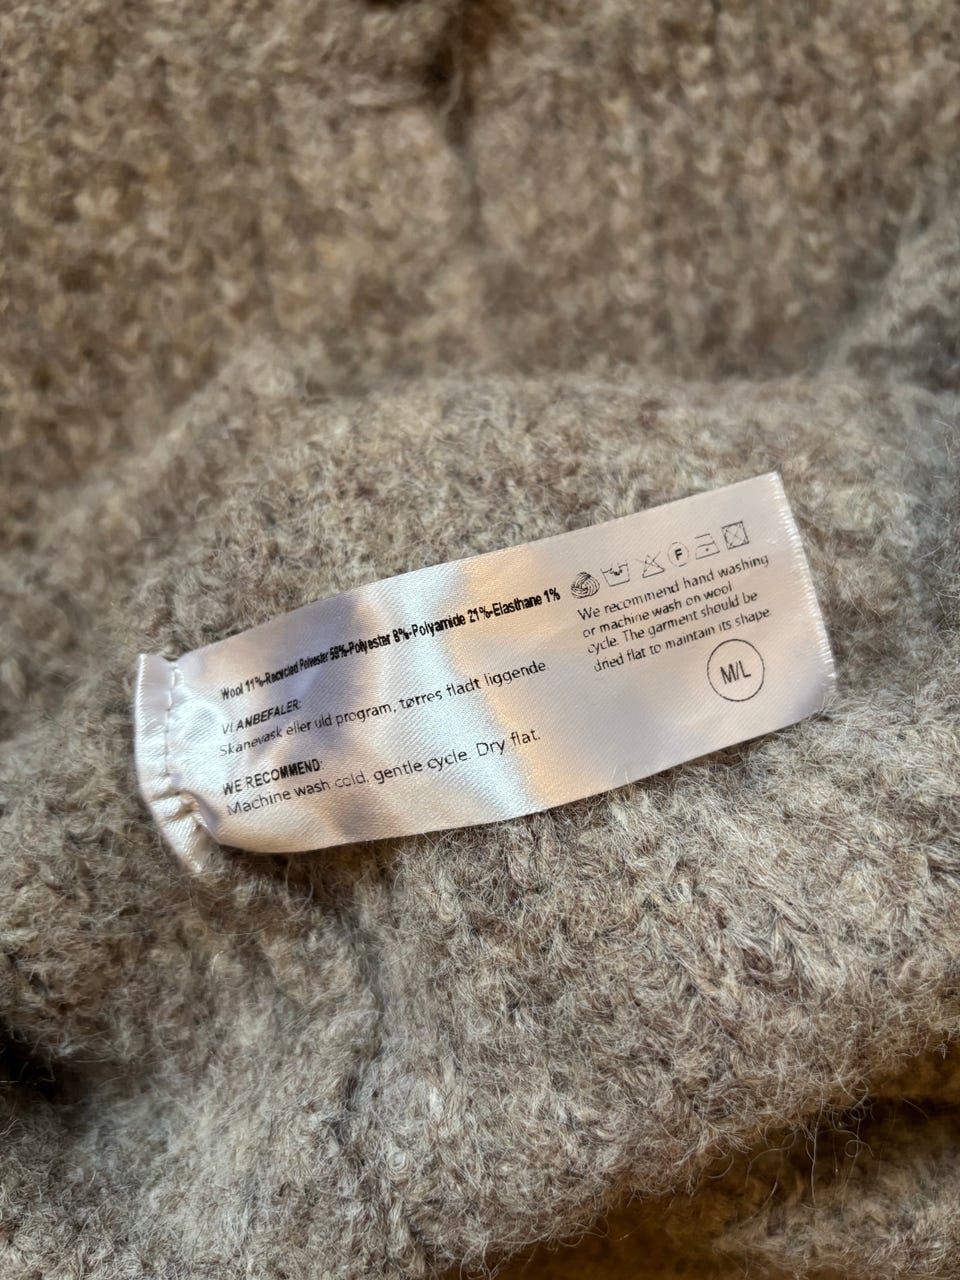 Wool 11%-Recycled Polyester 59%-Polyester 8%-Polyamide 21%-Elasthane 1%
VI ANBEFALER:
Skånevask eller uld program, tørres fladt liggende.
WE RECOMMEND:
Machine wash cold, gentle cycle. Dry flat.
F
We recommend hand washing
or machine wash on wool
cycle. The garment should be
dried flat to maintain its shape
M/L